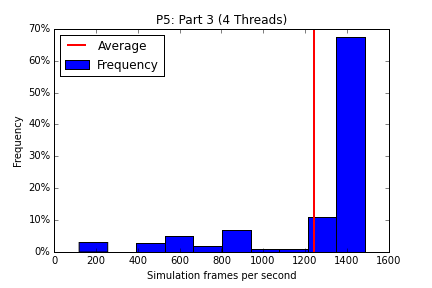 P5: Part 3 (4 Threads)
70%
60%
50%
40%
30%
20%
10%
0%
Frequency
Average
Frequency
0 200 400 600 800 1000 1200 1400 1600
Simulation frames per second